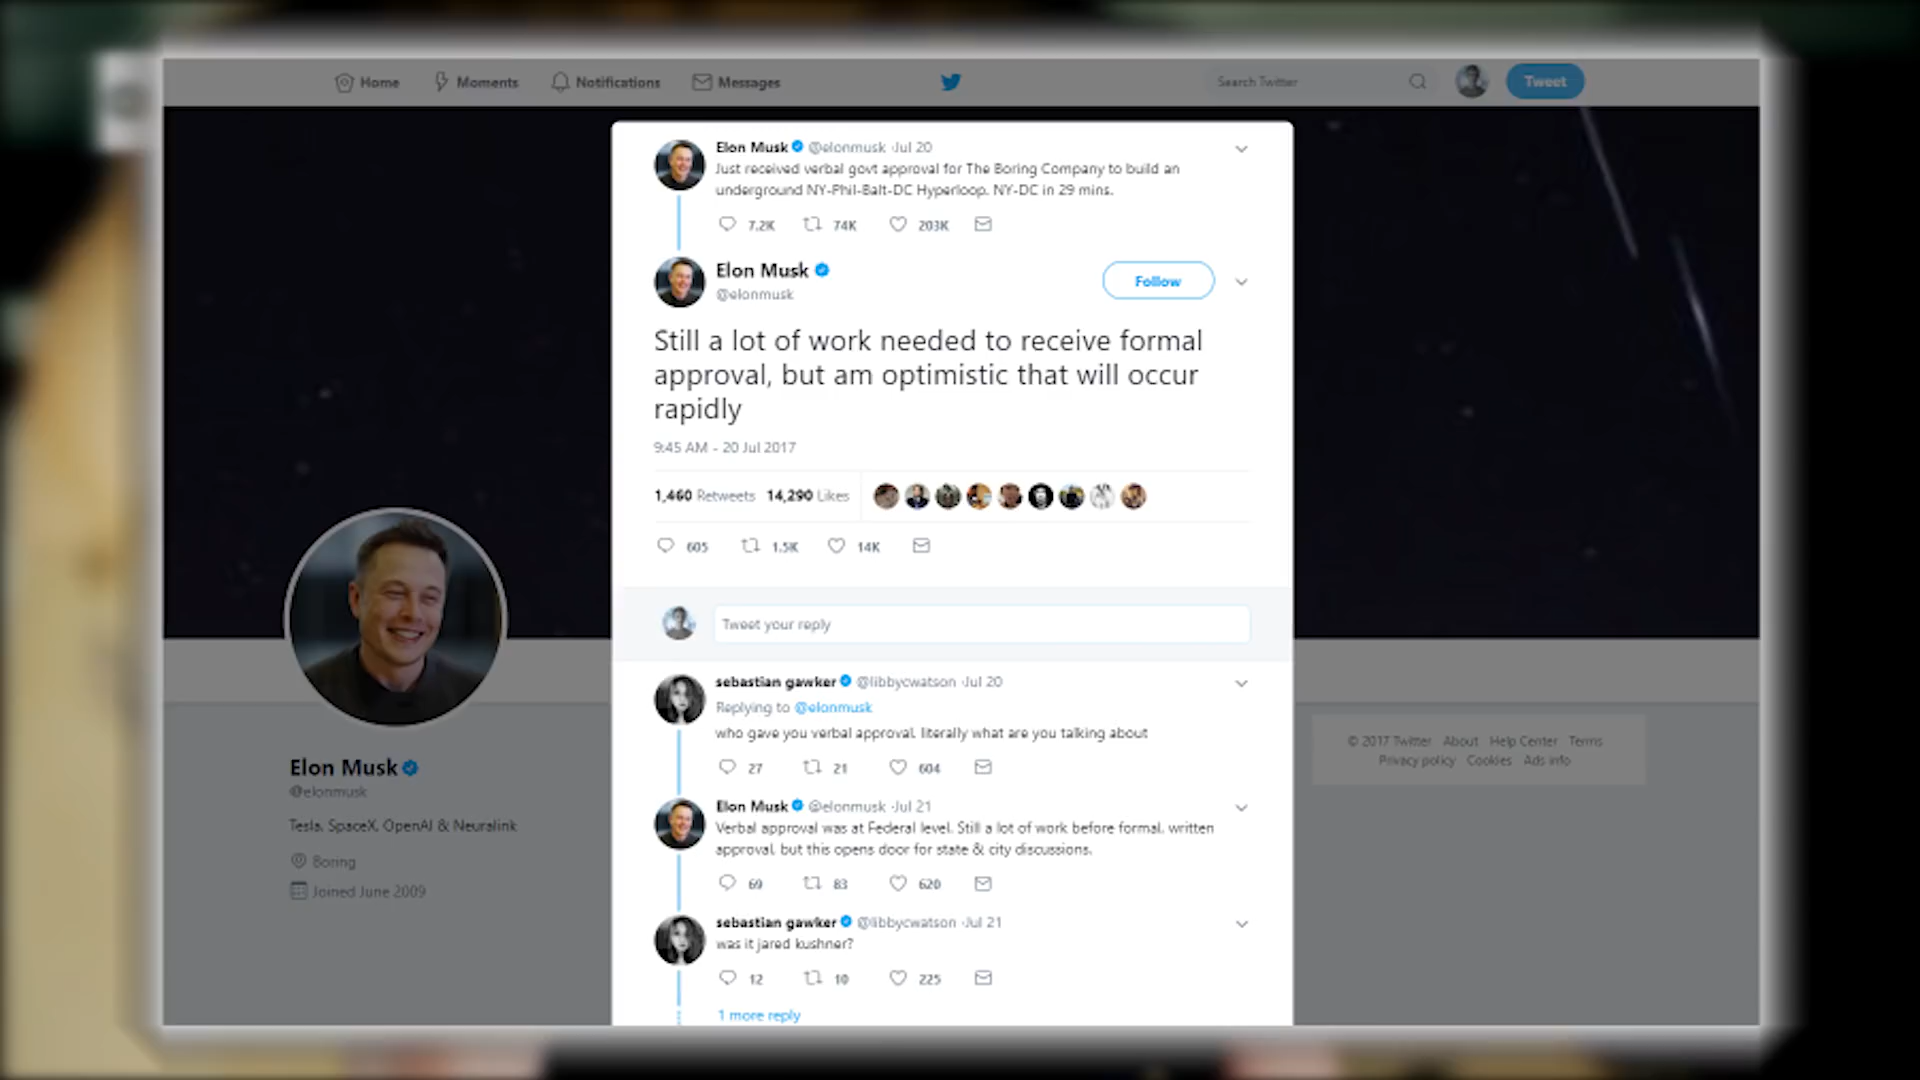 Home Moments Notifications Messages Search Twitter Tweet
Elon Musk @elonmusk · Jul 20
Just received verbal govt approval for The Boring Company to build an
underground NY-Phil-Balt-DC Hyperloop. NY-DC in 29 mins.
7.2K 74K 203K
Elon Musk
@elonmusk
Follow
Still a lot of work needed to receive formal
approval, but am optimistic that will occur
rapidly
9:45 AM - 20 Jul 2017
1,460 Retweets 14,290 Likes
605 1.5K 14K
Tweet your reply
sebastian gawker @libbycwatson · Jul 20
Replying to @elonmusk
who gave you verbal approval. literally what are you talking about
27 21 604
Elon Musk @elonmusk · Jul 21
Verbal approval was at Federal level. Still a lot of work before formal, written
approval, but this opens door for state & city discussions.
69 83 620
sebastian gawker @libbycwatson · Jul 21
was it jared kushner?
12 10 225
1 more reply
Elon Musk
@elonmusk
Tesla, SpaceX, OpenAI & Neuralink
Boring
Joined June 2009
© 2017 Twitter About Help Center Terms
Privacy policy Cookies Ads info